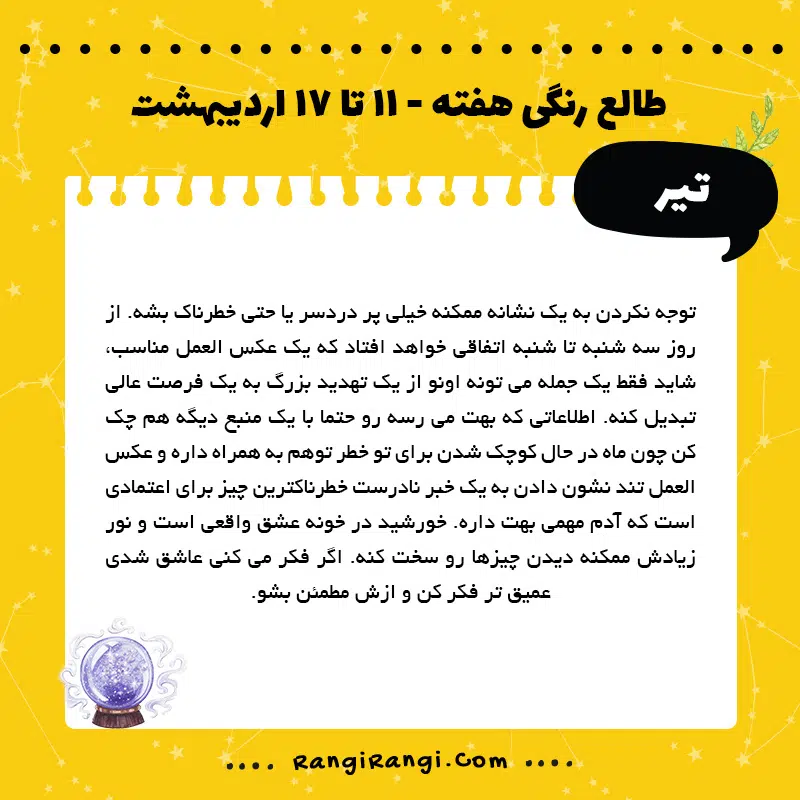 طالع رنگی هفته - ۱۱ تا ۱۷ اردیبهشت
تیر
توجه نکردن به یک نشانه ممکنه خیلی پر دردسر یا حتی خطرناک بشه. از
روز سه شنبه تا شنبه اتفاقی خواهد افتاد که یک عکس العمل مناسب،
شاید فقط یک جمله می تونه اونو از یک تهدید بزرگ به یک فرصت عالی
تبدیل کنه. اطلاعاتی که بهت می رسه رو حتما با یک منبع دیگه هم چک
کن چون ماه در حال کوچک شدن برای تو خطر توهم به همراه داره و عکس
العمل تند نشون دادن به یک خبر نادرست خطرناکترین چیز برای اعتمادی
است که آدم مهمی بهت داره. خورشید در خونه عشق واقعی است و نور
زیادش ممکنه دیدن چیزها رو سخت کنه. اگر فکر می کنی عاشق شدی
عمیق تر فکر کن و ازش مطمئن بشو.
.... RangiRangi.Com ....